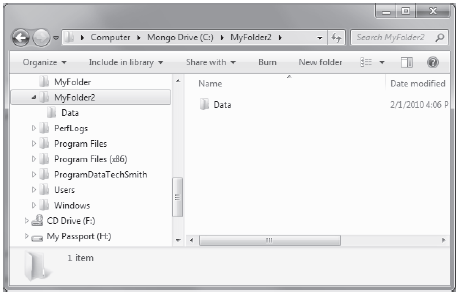 Computer Mongo Drive (C:) MyFolder2 Search MyFolder2
Organize Include in library Share with Burn New folder
MyFolder
MyFolder2
Data
PerfLogs
Program Files
Program Files (x86)
ProgramDataTechSmith
Users
Windows
CD Drive (F:)
My Passport (H:)
Name Date modified
Data 2/1/2010 4:06 P
1 item